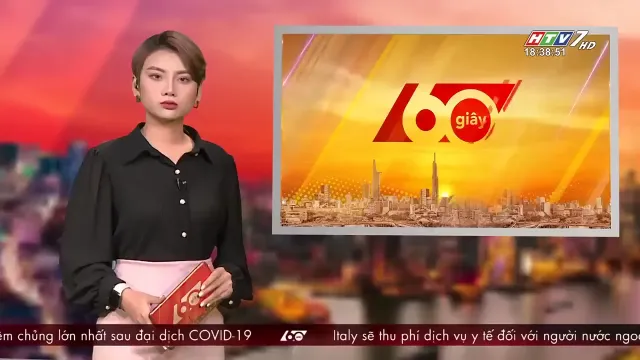 HTV7 HD
18:38:51
60 giây
êm chủng lớn nhất sau đại dịch COVID-19 60 Italy sẽ thu phí dịch vụ y tế đối với người nước ngoà